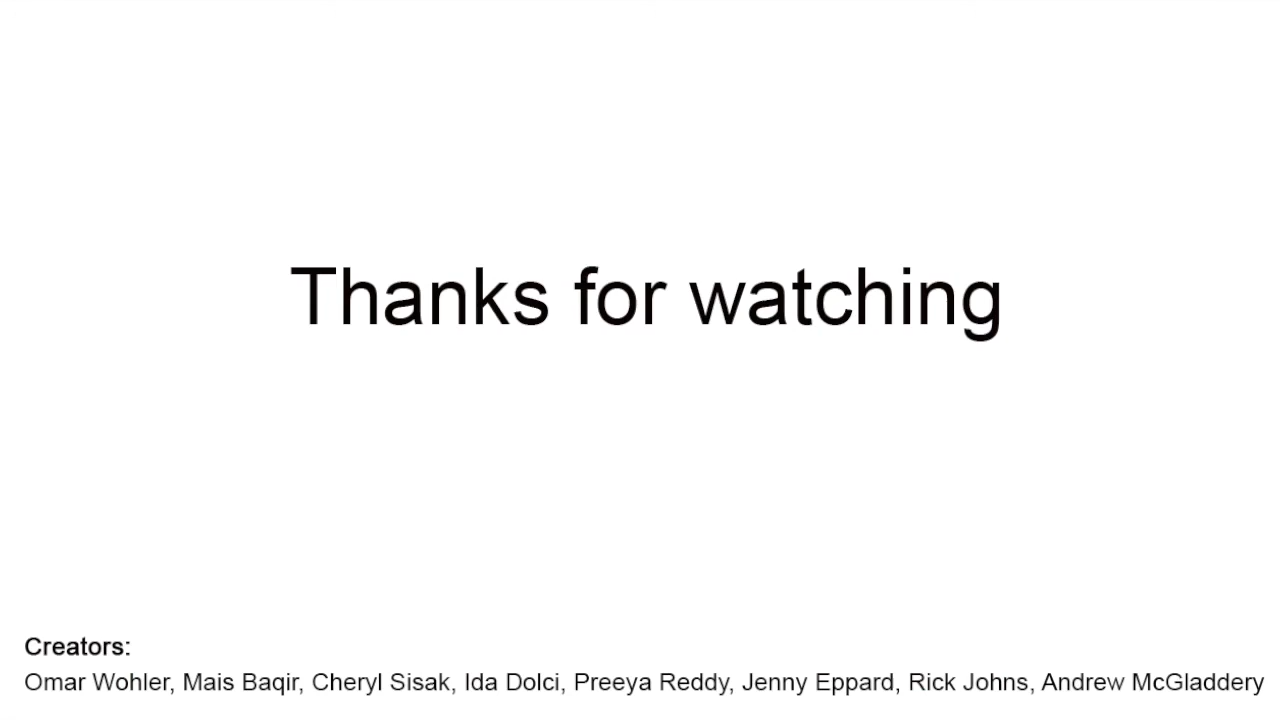 Thanks for watching
Creators:
Omar Wohler, Mais Baqir, Cheryl Sisak, Ida Dolci, Preeya Reddy, Jenny Eppard, Rick Johns, Andrew McGladdery